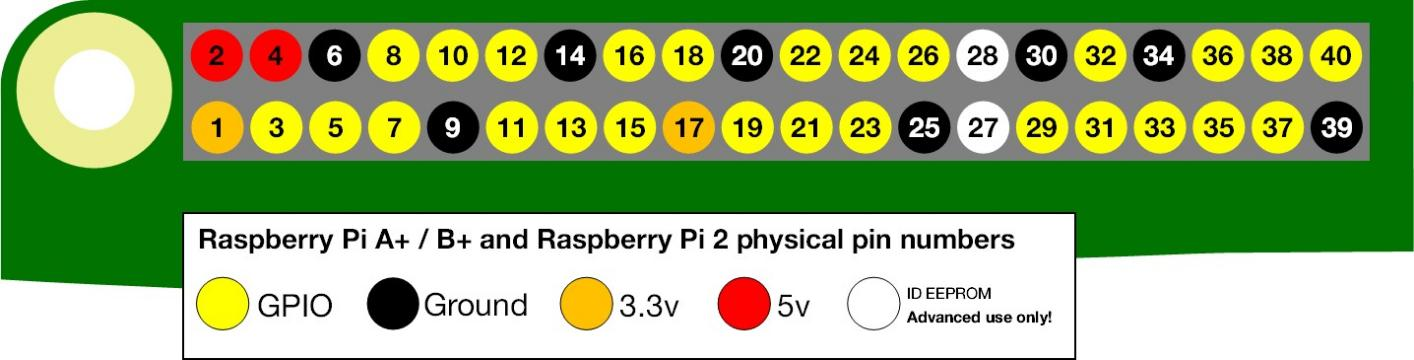 2 4 6 8 10 12 14 16 18 20 22 24 26 28 30 32 34 36 38 40
1 3 5 7 9 11 13 15 17 19 21 23 25 27 29 31 33 35 37 39
Raspberry Pi A+ / B+ and Raspberry Pi 2 physical pin numbers
GPIO Ground 3.3v 5v ID EEPROM
Advanced use only!